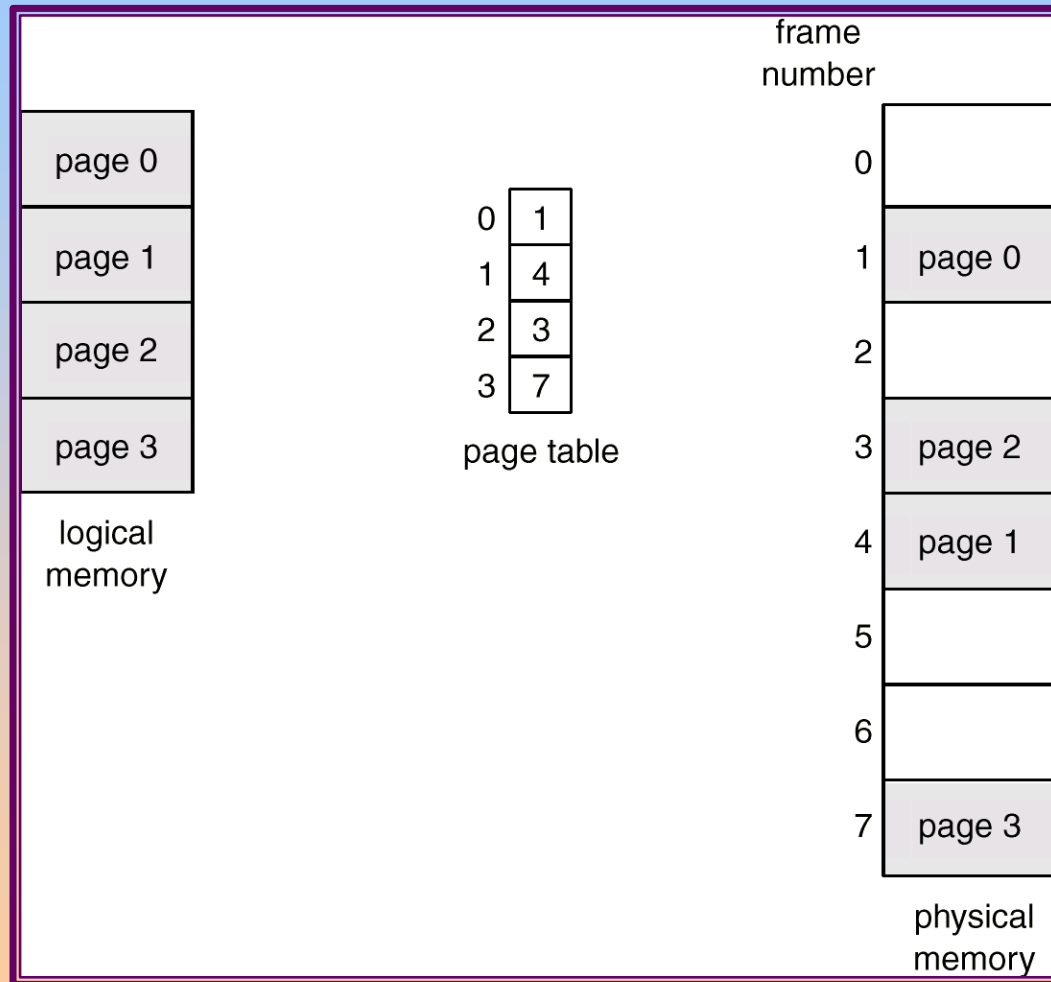 page 0
page 1
page 2
page 3
logical
memory
0 1
1 4
2 3
3 7
page table
frame
number
0
1 page 0
2
3 page 2
4 page 1
5
6
7 page 3
physical
memory